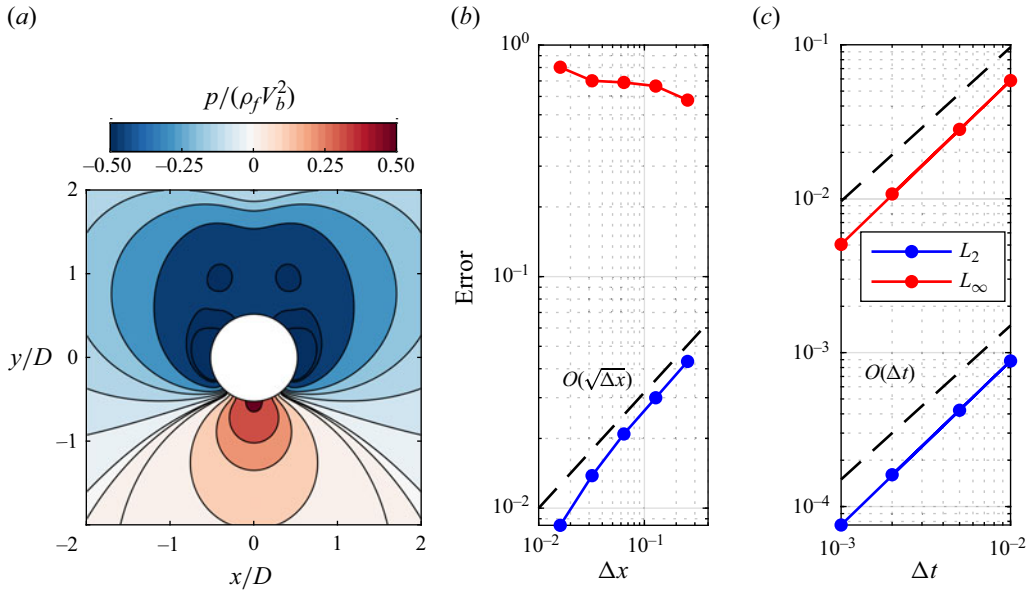 (a)
p/(ρ_f V_b^2)
−0.50 −0.25 0 0.25 0.50
2
1
y/D 0
−1
−2 −1 0 1 2
x/D
(b)
10^0
10^{-1}
10^{-2}
Error
O(√Δx)
10^{-2} 10^{-1}
Δx
(c)
10^{-1}
10^{-2}
L_2
L_∞
10^{-3}
O(Δt)
10^{-4}
10^{-3} 10^{-2}
Δt